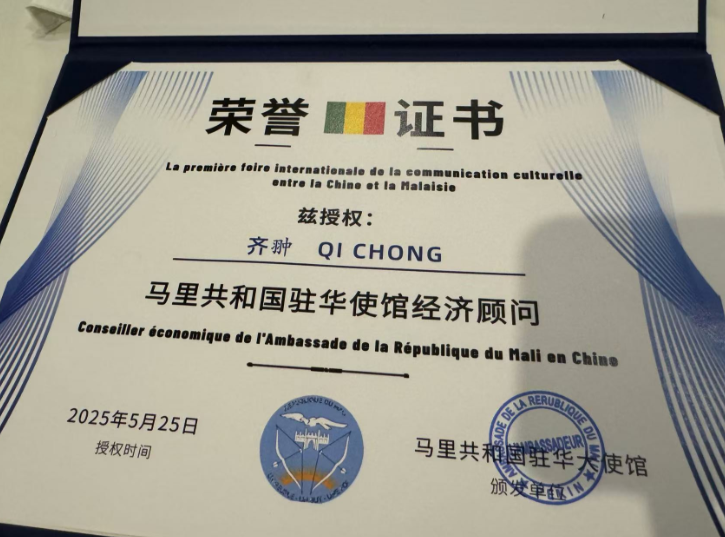 荣誉 证书
La première foire internationale de la communication culturelle
entre la Chine et la Malaisie
兹授权：
齐翀 QI CHONG
马里共和国驻华使馆经济顾问
Conseiller économique de l'Ambassade de la République du Mali en Chine
2025年5月25日
授权时间
马里共和国驻华大使馆
颁发单位
AMBASSADEUR